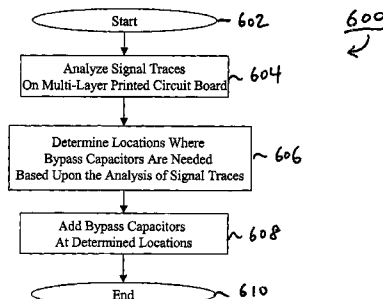 Start
602
600
Analyze Signal Traces
On Multi-Layer Printed Circuit Board
604
Determine Locations Where
Bypass Capacitors Are Needed
Based Upon the Analysis of Signal Traces
606
Add Bypass Capacitors
At Determined Locations
608
End
610